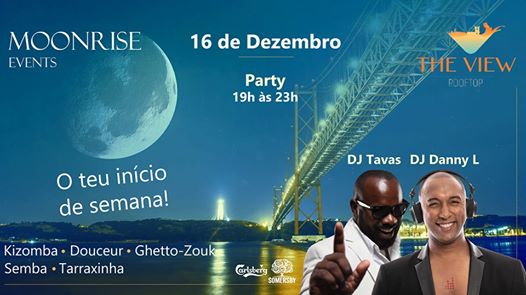 MOONRISE
EVENTS
16 de Dezembro
Party
19h às 23h
THE VIEW
ROOFTOP
O teu início
de semana!
DJ Tavas DJ Danny L
Kizomba • Douceur • Ghetto-Zouk
Semba • Tarraxinha
Carlsberg
SOMERSBY